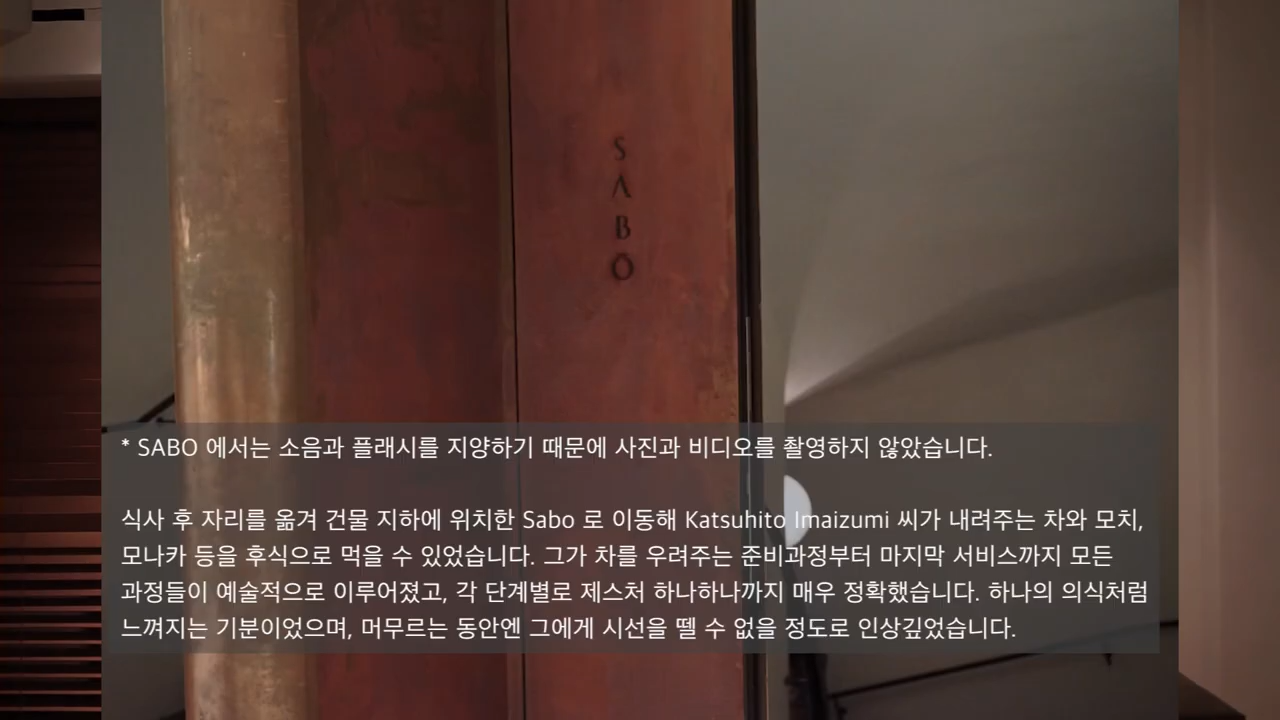 SABŌ
* SABO 에서는 소음과 플래시를 지양하기 때문에 사진과 비디오를 촬영하지 않았습니다.
식사 후 자리를 옮겨 건물 지하에 위치한 Sabo 로 이동해 Katsuhito Imaizumi 씨가 내려주는 차와 모치,
모나카 등을 후식으로 먹을 수 있었습니다. 그가 차를 우려주는 준비과정부터 마지막 서비스까지 모든
과정들이 예술적으로 이루어졌고, 각 단계별로 제스처 하나하나까지 매우 정확했습니다. 하나의 의식처럼
느껴지는 기분이었으며, 머무르는 동안엔 그에게 시선을 뗄 수 없을 정도로 인상깊었습니다.